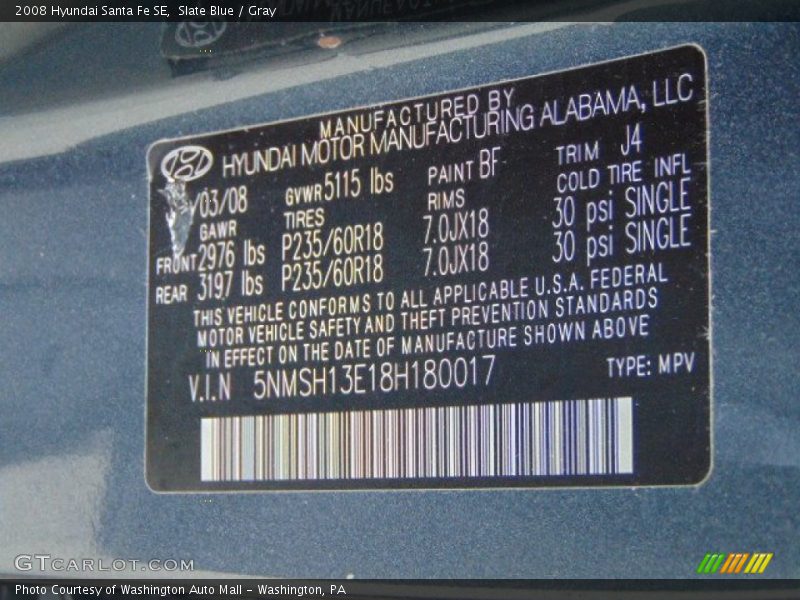 2008 Hyundai Santa Fe SE, Slate Blue / Gray
MANUFACTURED BY
HYUNDAI MOTOR MANUFACTURING ALABAMA, LLC
/03/08 GVWR 5115 lbs PAINT BF TRIM J4
GAWR TIRES RIMS COLD TIRE INFL
FRONT 2976 lbs P235/60R18 7.0JX18 30 psi SINGLE
REAR 3197 lbs P235/60R18 7.0JX18 30 psi SINGLE
THIS VEHICLE CONFORMS TO ALL APPLICABLE U.S.A. FEDERAL
MOTOR VEHICLE SAFETY AND THEFT PREVENTION STANDARDS
IN EFFECT ON THE DATE OF MANUFACTURE SHOWN ABOVE
V.I.N 5NMSH13E18H180017 TYPE: MPV
GTCARLOT.COM
Photo Courtesy of Washington Auto Mall - Washington, PA